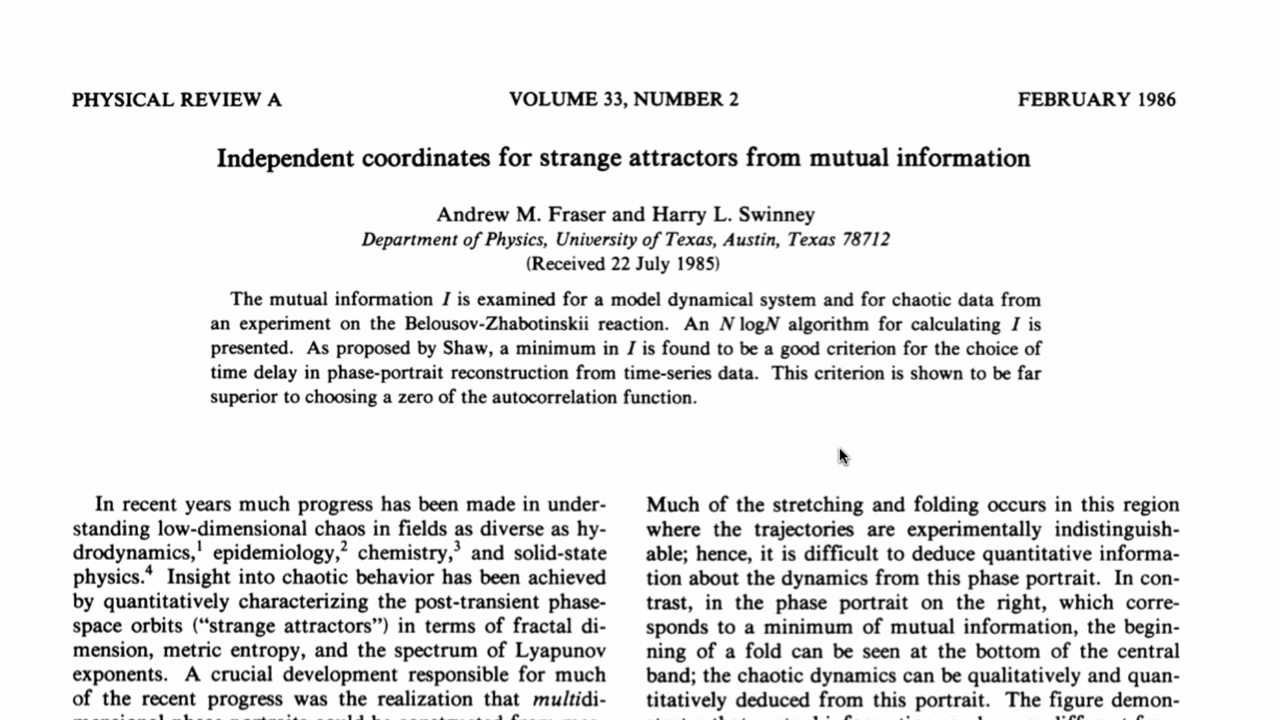 PHYSICAL REVIEW A VOLUME 33, NUMBER 2 FEBRUARY 1986
Independent coordinates for strange attractors from mutual information
Andrew M. Fraser and Harry L. Swinney
Department of Physics, University of Texas, Austin, Texas 78712
(Received 22 July 1985)
The mutual information I is examined for a model dynamical system and for chaotic data from
an experiment on the Belousov-Zhabotinskii reaction. An N logN algorithm for calculating I is
presented. As proposed by Shaw, a minimum in I is found to be a good criterion for the choice of
time delay in phase-portrait reconstruction from time-series data. This criterion is shown to be far
superior to choosing a zero of the autocorrelation function.
In recent years much progress has been made in under-
standing low-dimensional chaos in fields as diverse as hy-
drodynamics,¹ epidemiology,² chemistry,³ and solid-state
physics.⁴ Insight into chaotic behavior has been achieved
by quantitatively characterizing the post-transient phase-
space orbits (“strange attractors”) in terms of fractal di-
mension, metric entropy, and the spectrum of Lyapunov
exponents. A crucial development responsible for much
of the recent progress was the realization that multidi-
Much of the stretching and folding occurs in this region
where the trajectories are experimentally indistinguish-
able; hence, it is difficult to deduce quantitative informa-
tion about the dynamics from this phase portrait. In con-
trast, in the phase portrait on the right, which corre-
sponds to a minimum of mutual information, the begin-
ning of a fold can be seen at the bottom of the central
band; the chaotic dynamics can be qualitatively and quan-
titatively deduced from this portrait. The figure demon-